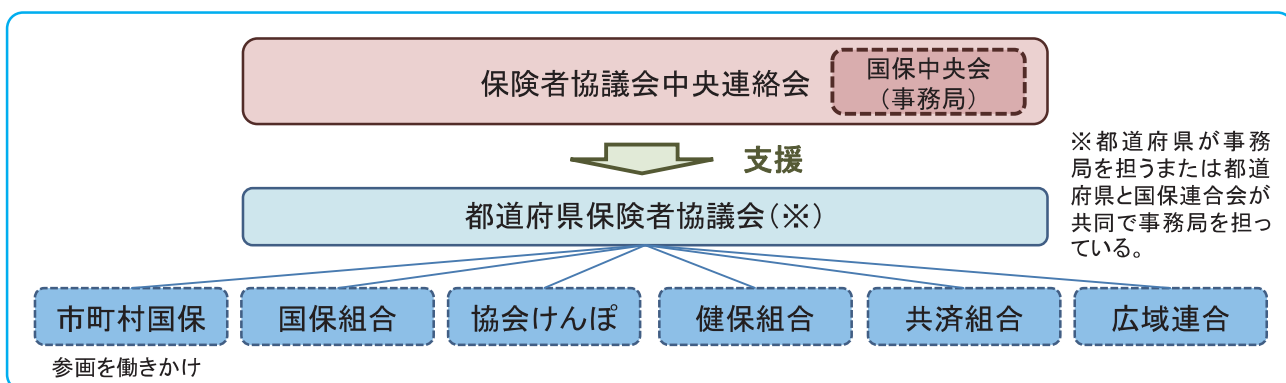 保険者協議会中央連絡会
国保中央会
（事務局）
支援
※都道府県が事務
局を担うまたは都道
府県と国保連合会が
共同で事務局を担っ
ている。
都道府県保険者協議会（※）
市町村国保
国保組合
協会けんぽ
健保組合
共済組合
広域連合
参画を働きかけ